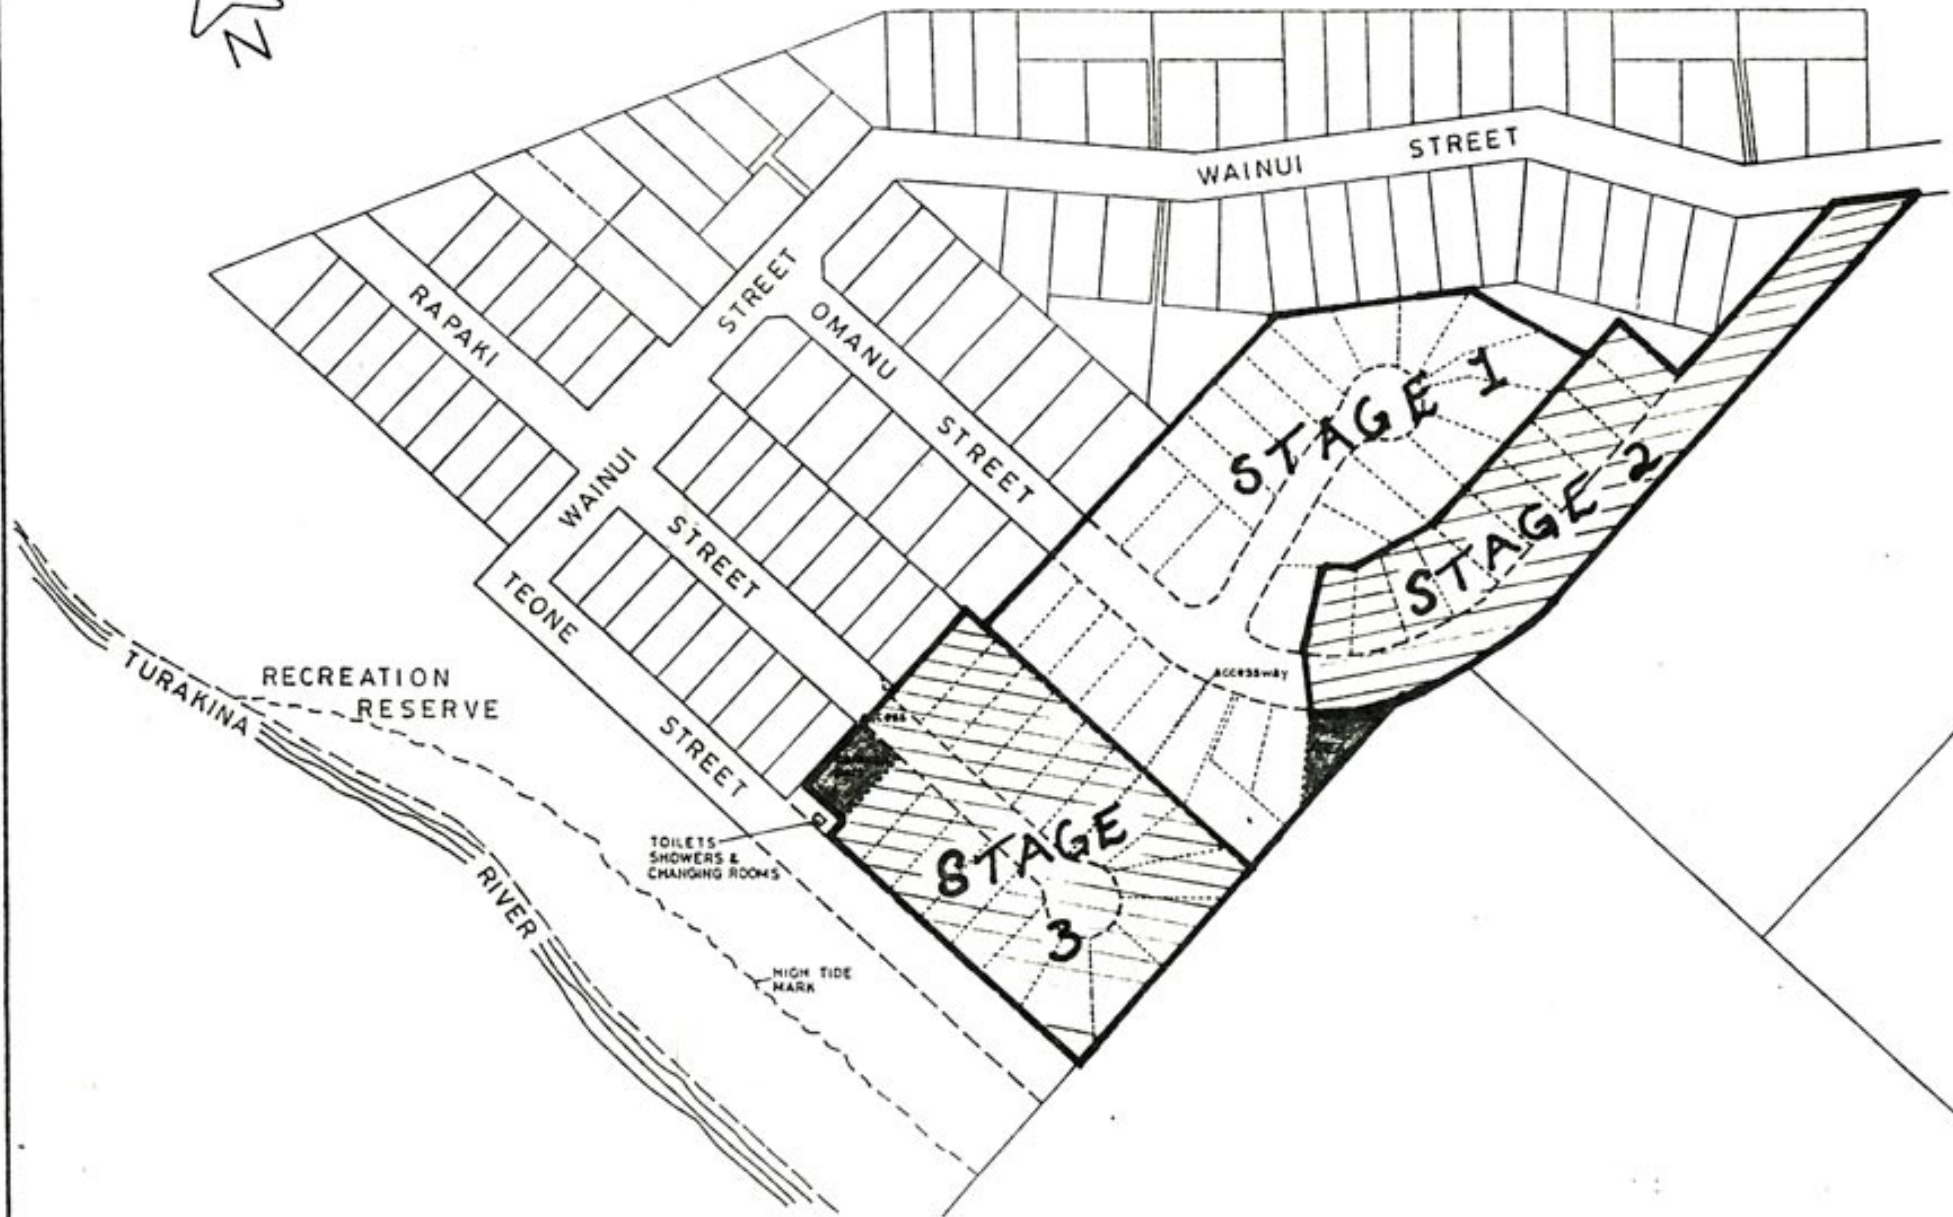 N
WAINUI STREET
RAPAKI
STREET
OMANU STREET
STAGE 1
STAGE 2
WAINUI
STREET
TEONE STREET
ACCESSWAY
RECREATION
RESERVE
TURAKINA RIVER
TOILETS
SHOWERS &
CHANGING ROOMS
STAGE
3
HIGH TIDE
MARK